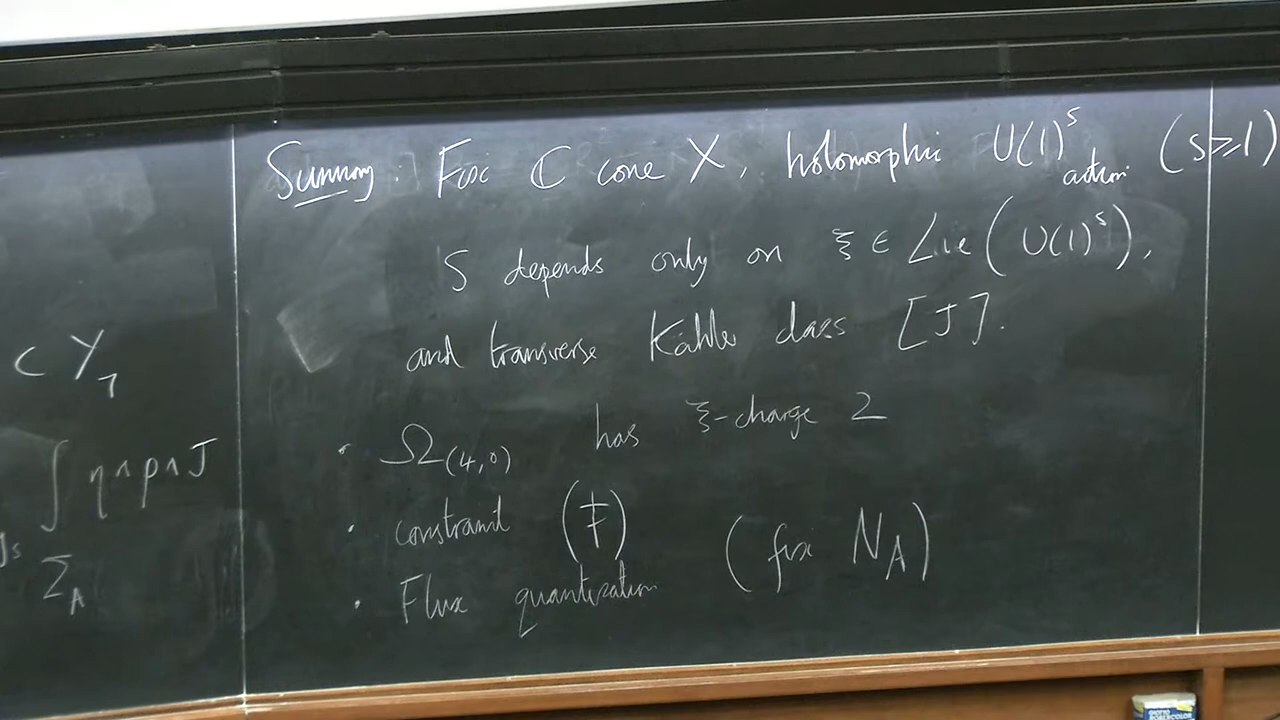 ⊂ Y₇
∫ η∧ρ∧J
Σ_A
Summary: Fix ℂ cone X, holomorphic U(1)^s action (s⩾1)
S depends only on ξ ∈ Lie(U(1)^s),
and transverse Kähler class [J].
• Ω_(4,0) has ξ-charge 2
• constraint (‡)
• Flux quantization (fix N_A)